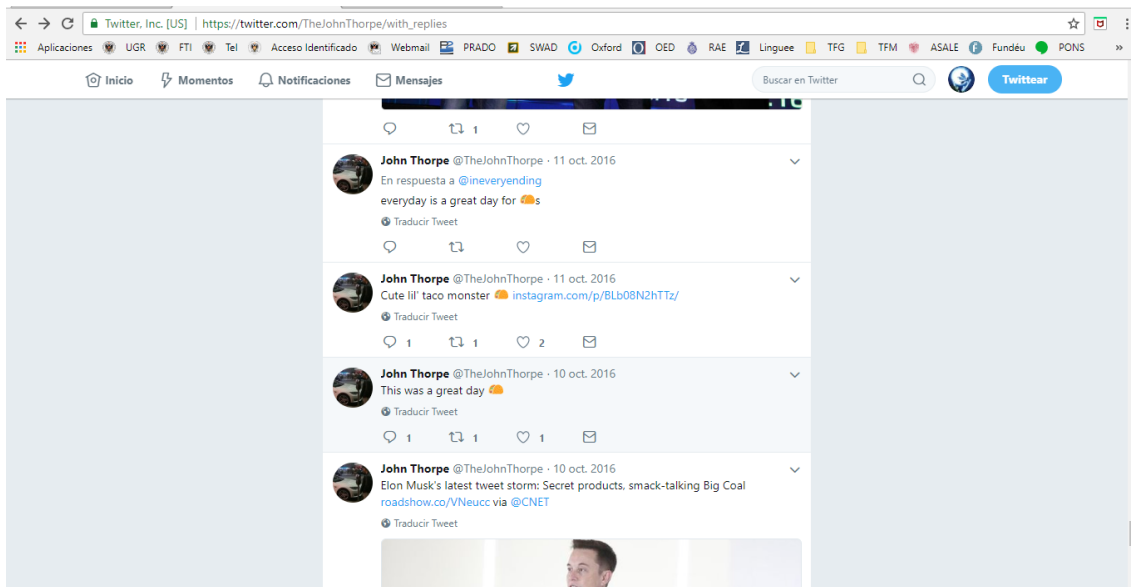 Twitter, Inc. [US] | https://twitter.com/TheJohnThorpe/with_replies
Aplicaciones UGR FTI Tel Acceso Identificado Webmail PRADO SWAD Oxford OED RAE Linguee TFG TFM ASALE Fundéu PONS »
Inicio Momentos Notificaciones Mensajes Buscar en Twitter Twittear
1
John Thorpe @TheJohnThorpe · 11 oct. 2016
En respuesta a @ineveryending
everyday is a great day for 🌮s
Traducir Tweet
John Thorpe @TheJohnThorpe · 11 oct. 2016
Cute lil' taco monster 🌮 instagram.com/p/BLb08N2hTTz/
Traducir Tweet
1 1 2
John Thorpe @TheJohnThorpe · 10 oct. 2016
This was a great day 🌮
Traducir Tweet
1 1 1
John Thorpe @TheJohnThorpe · 10 oct. 2016
Elon Musk's latest tweet storm: Secret products, smack-talking Big Coal
roadshow.co/VNeucc via @CNET
Traducir Tweet